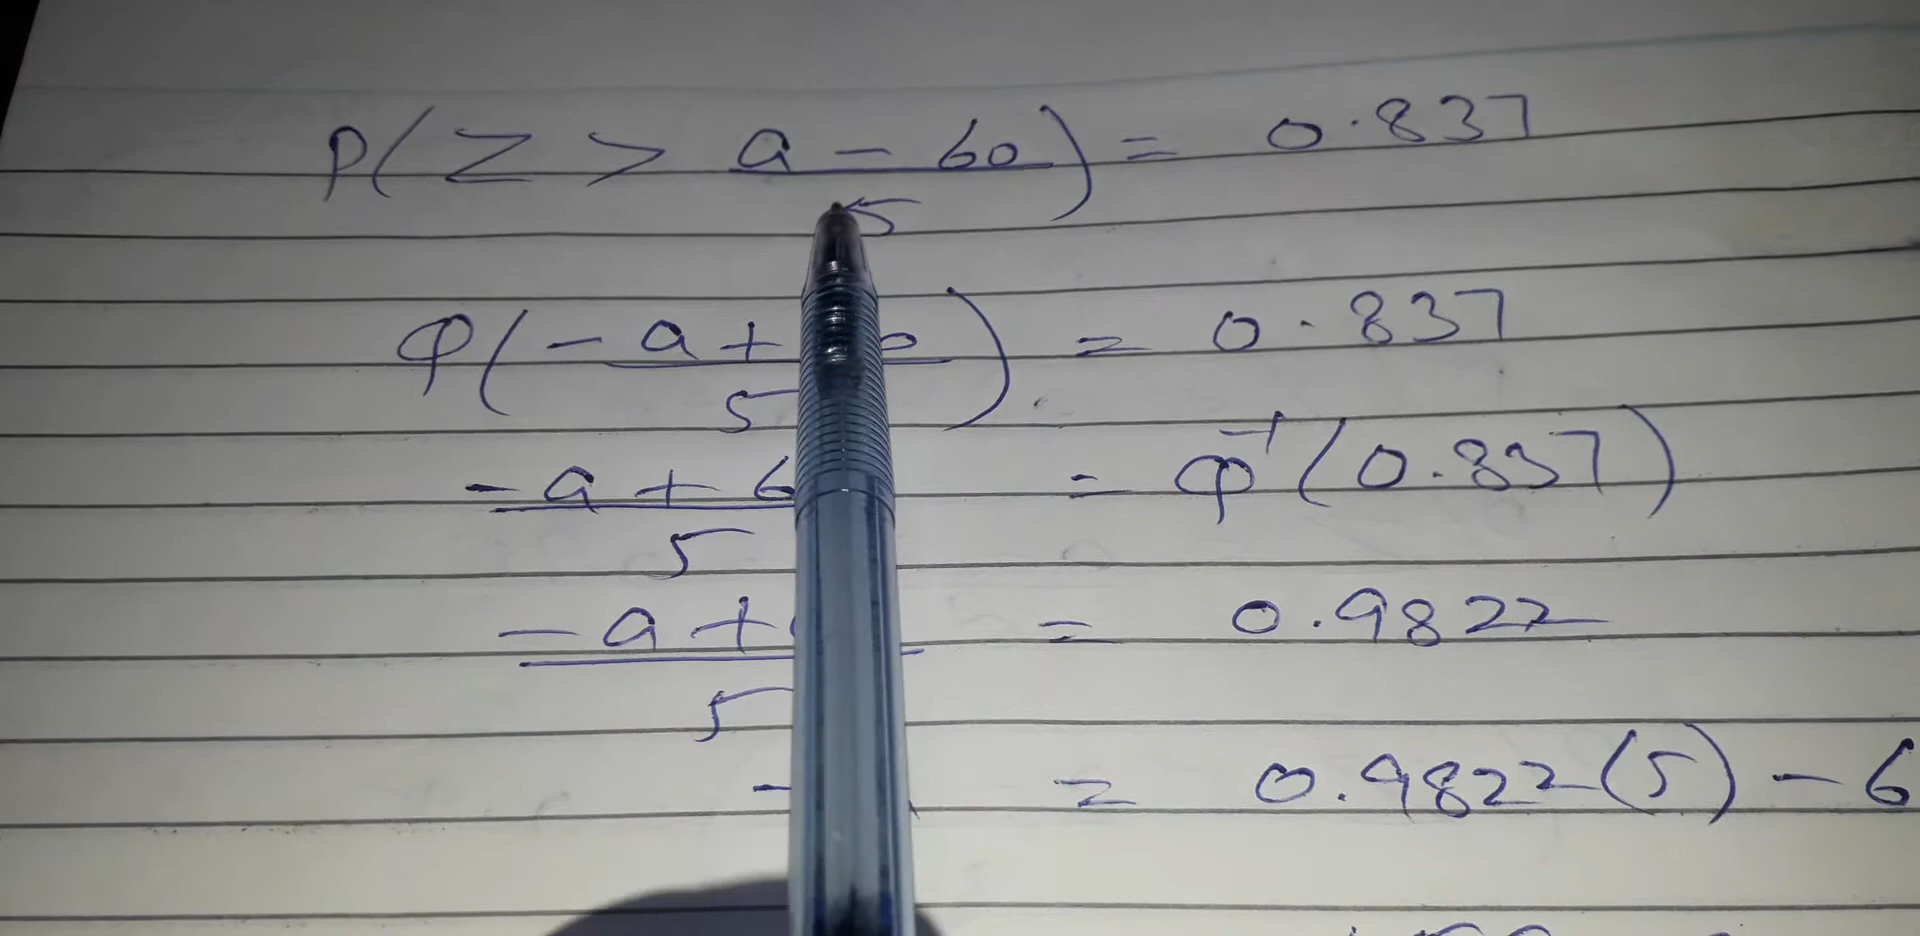 P(Z > a - 60 / 5) = 0.837
φ(-a + 0 / 5) = 0.837
-a + 6 / 5 = φ⁻¹(0.837)
-a + / 5 = 0.9822
- = 0.9822(5) - 6